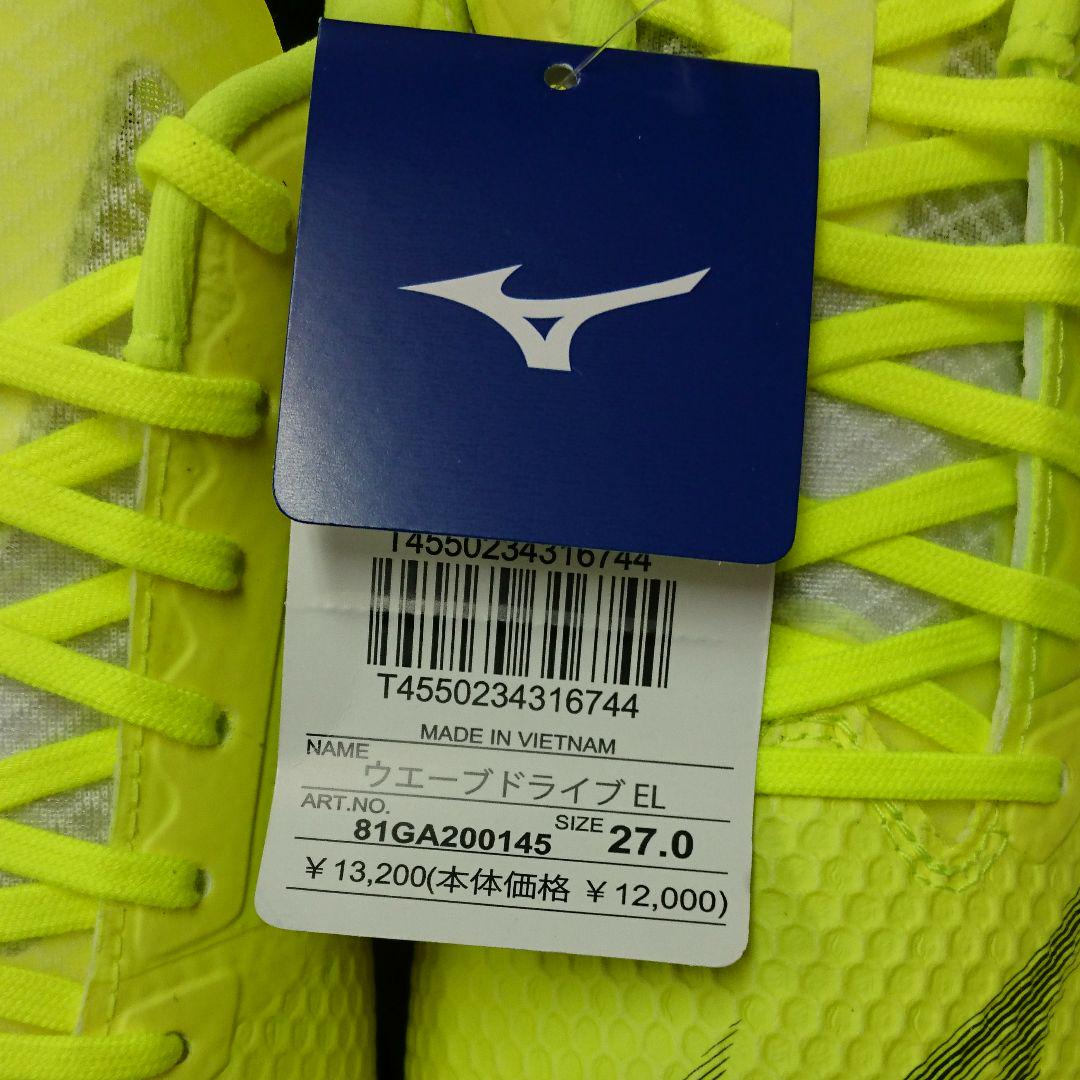 T4550234316744
T4550234316744
MADE IN VIETNAM
NAME ウエーブドライブ EL
ART.NO. 81GA200145 SIZE 27.0
￥13,200(本体価格 ￥12,000)